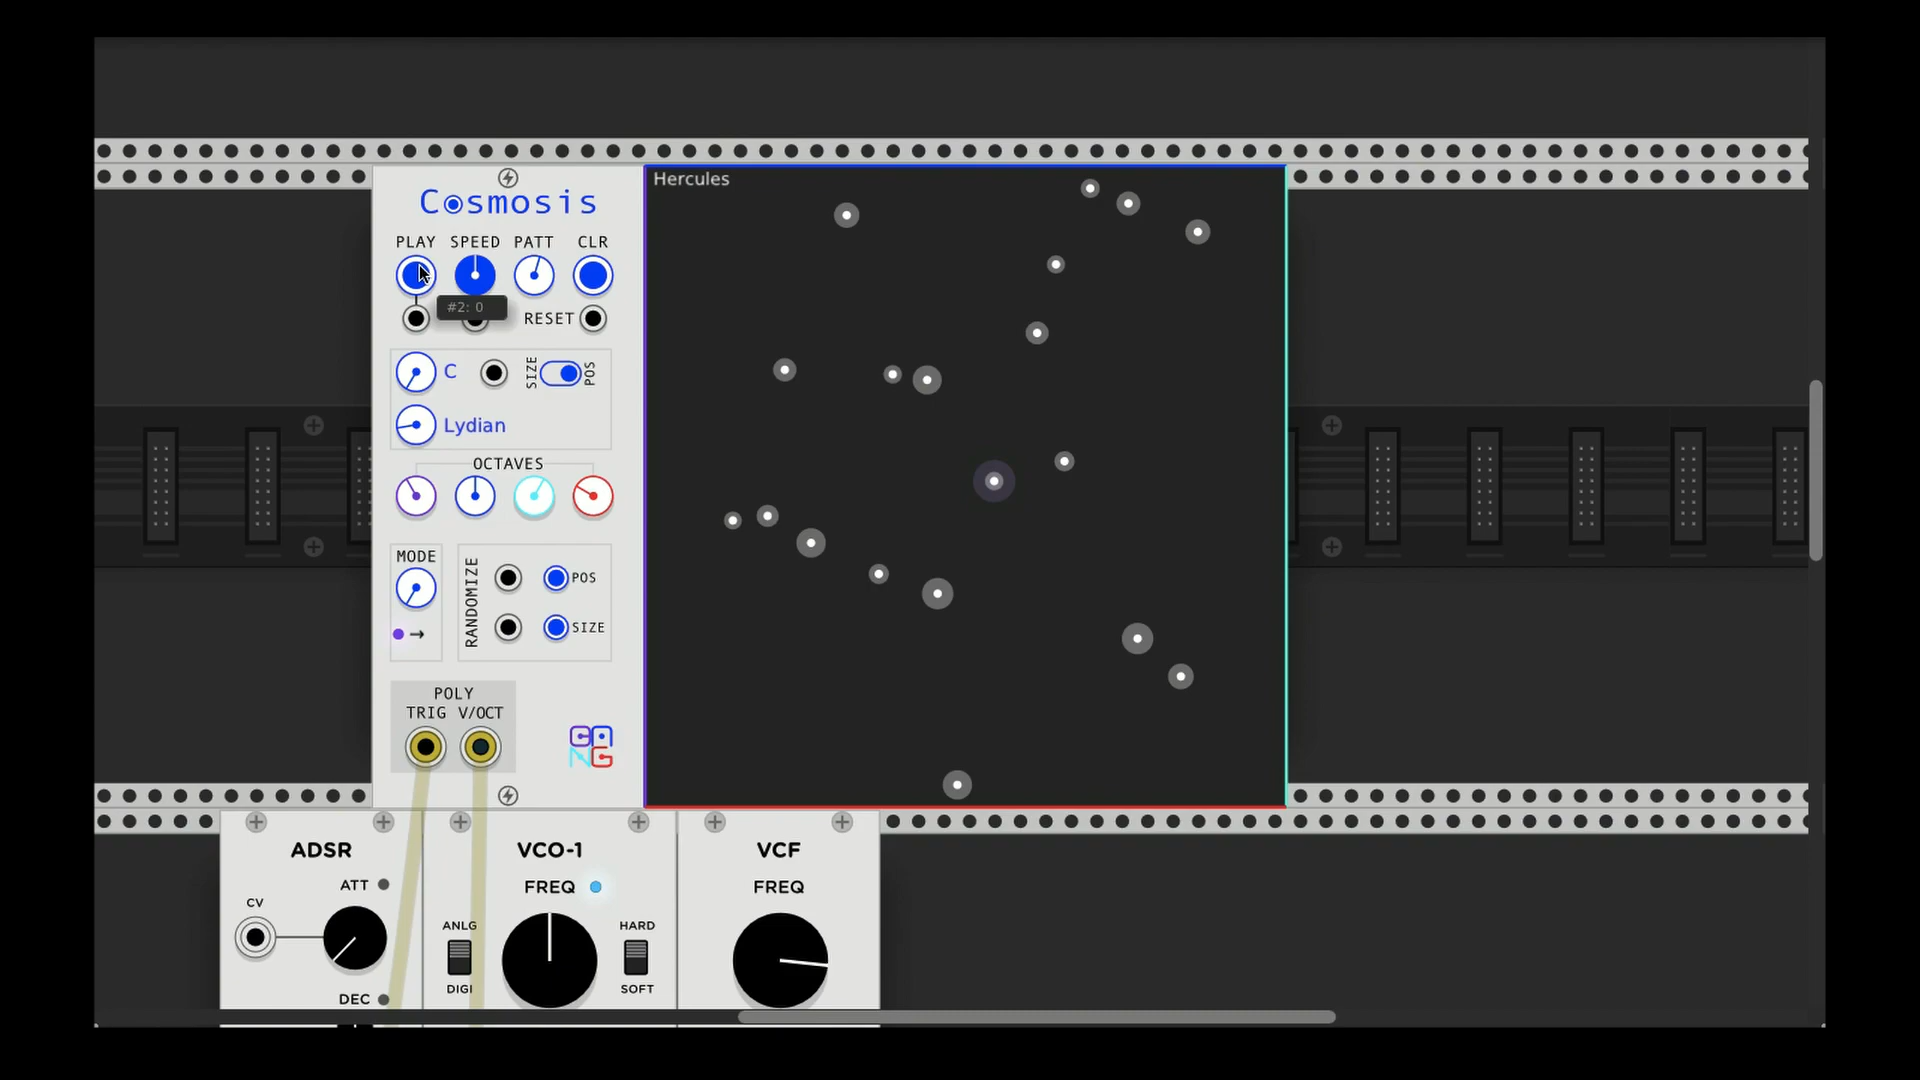 Hercules
Cosmosis
PLAY SPEED PATT CLR
#2: 0
RESET
C
SIZE
POS
Lydian
OCTAVES
MODE
RANDOMIZE
POS
SIZE
→
POLY
TRIG V/OCT
CANG
ADSR
ATT
CV
DEC
VCO-1
FREQ
ANLG
HARD
DIGI
SOFT
VCF
FREQ